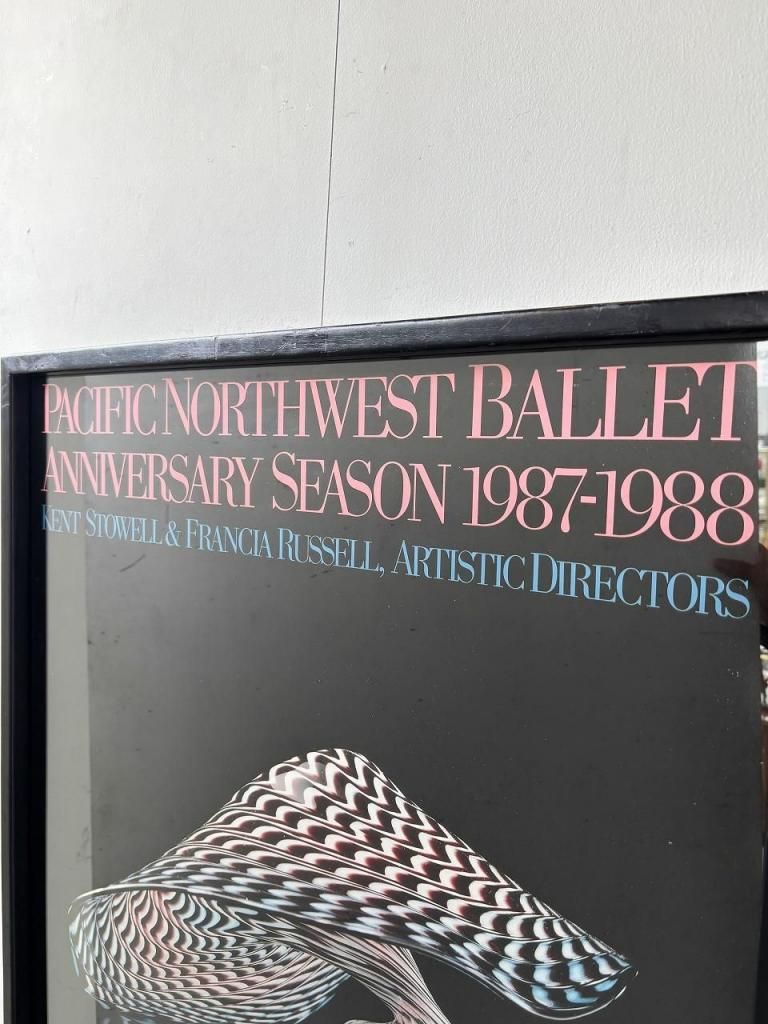 PACIFIC NORTHWEST BALLET
ANNIVERSARY SEASON 1987-1988
KENT STOWELL & FRANCIA RUSSELL, ARTISTIC DIRECTORS